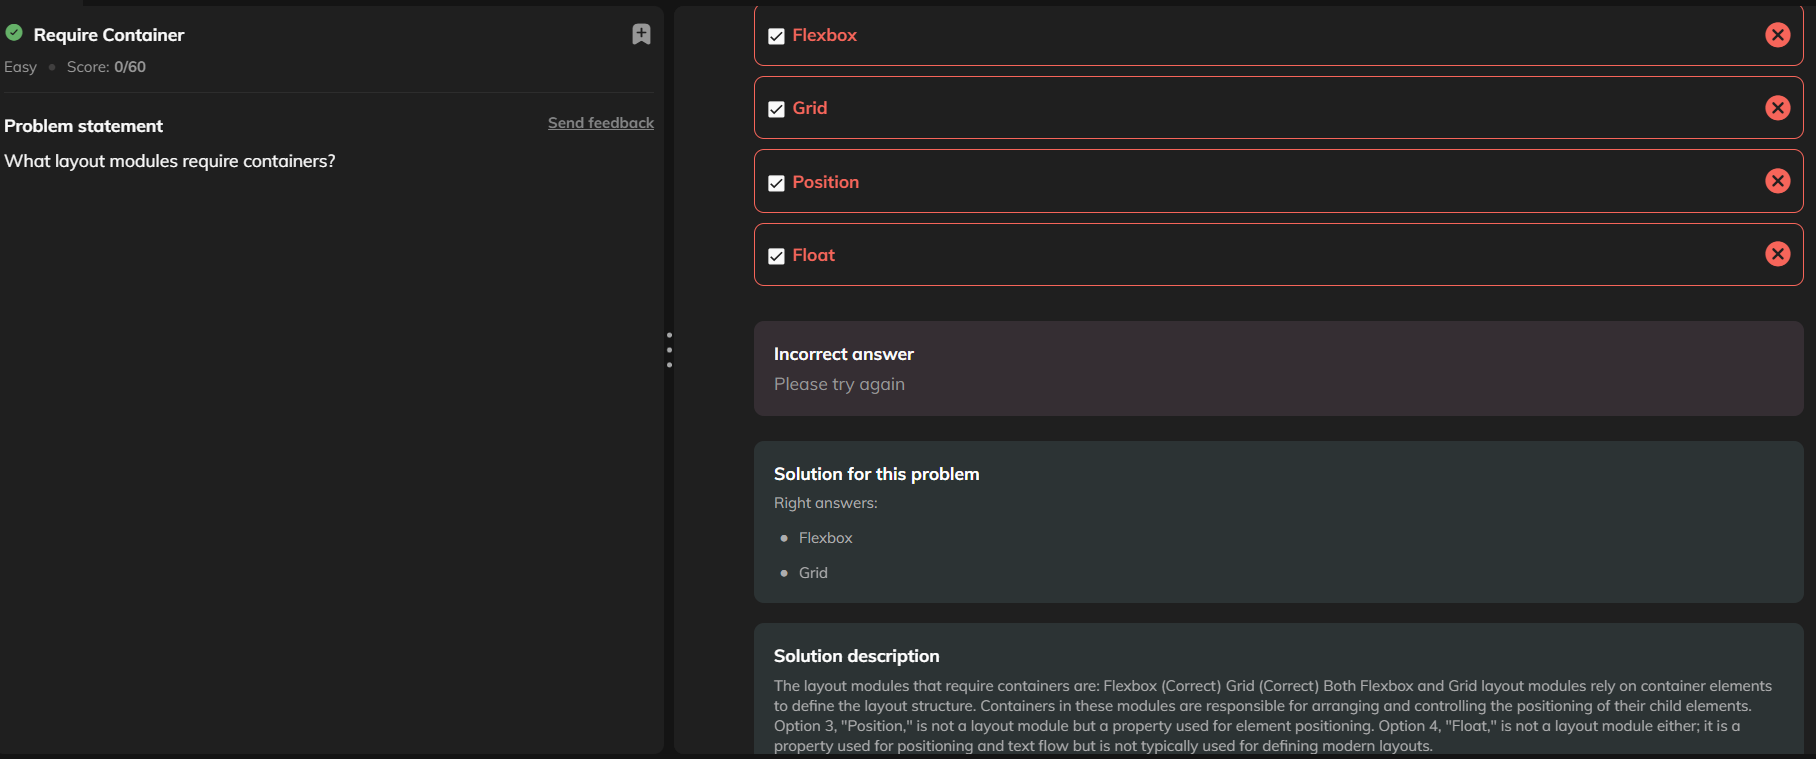 Require Container
Easy • Score: 0/60
Problem statement
Send feedback
What layout modules require containers?
Flexbox
Grid
Position
Float
Incorrect answer
Please try again
Solution for this problem
Right answers:
• Flexbox
• Grid
Solution description
The layout modules that require containers are: Flexbox (Correct) Grid (Correct) Both Flexbox and Grid layout modules rely on container elements
to define the layout structure. Containers in these modules are responsible for arranging and controlling the positioning of their child elements.
Option 3, "Position," is not a layout module but a property used for element positioning. Option 4, "Float," is not a layout module either; it is a
property used for positioning and text flow but is not typically used for defining modern layouts.